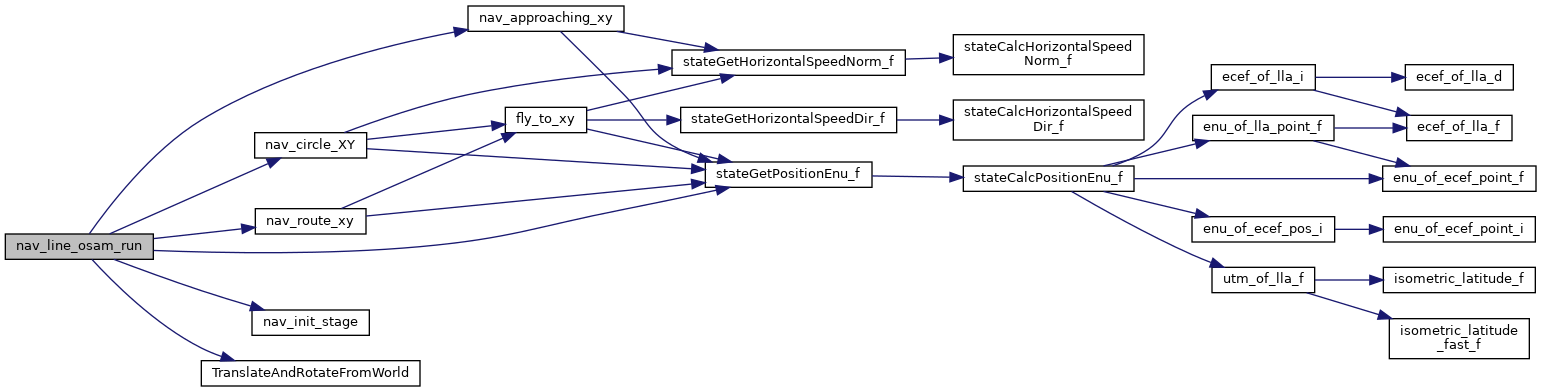 nav_approaching_xy
stateGetHorizontalSpeedNorm_f
stateCalcHorizontalSpeed
Norm_f
ecef_of_lla_i
ecef_of_lla_d
fly_to_xy
stateGetHorizontalSpeedDir_f
stateCalcHorizontalSpeed
Dir_f
enu_of_lla_point_f
ecef_of_lla_f
nav_circle_XY
stateGetPositionEnu_f
stateCalcPositionEnu_f
enu_of_ecef_point_f
nav_route_xy
enu_of_ecef_pos_i
enu_of_ecef_point_i
nav_line_osam_run
utm_of_lla_f
isometric_latitude_f
nav_init_stage
isometric_latitude
_fast_f
TranslateAndRotateFromWorld